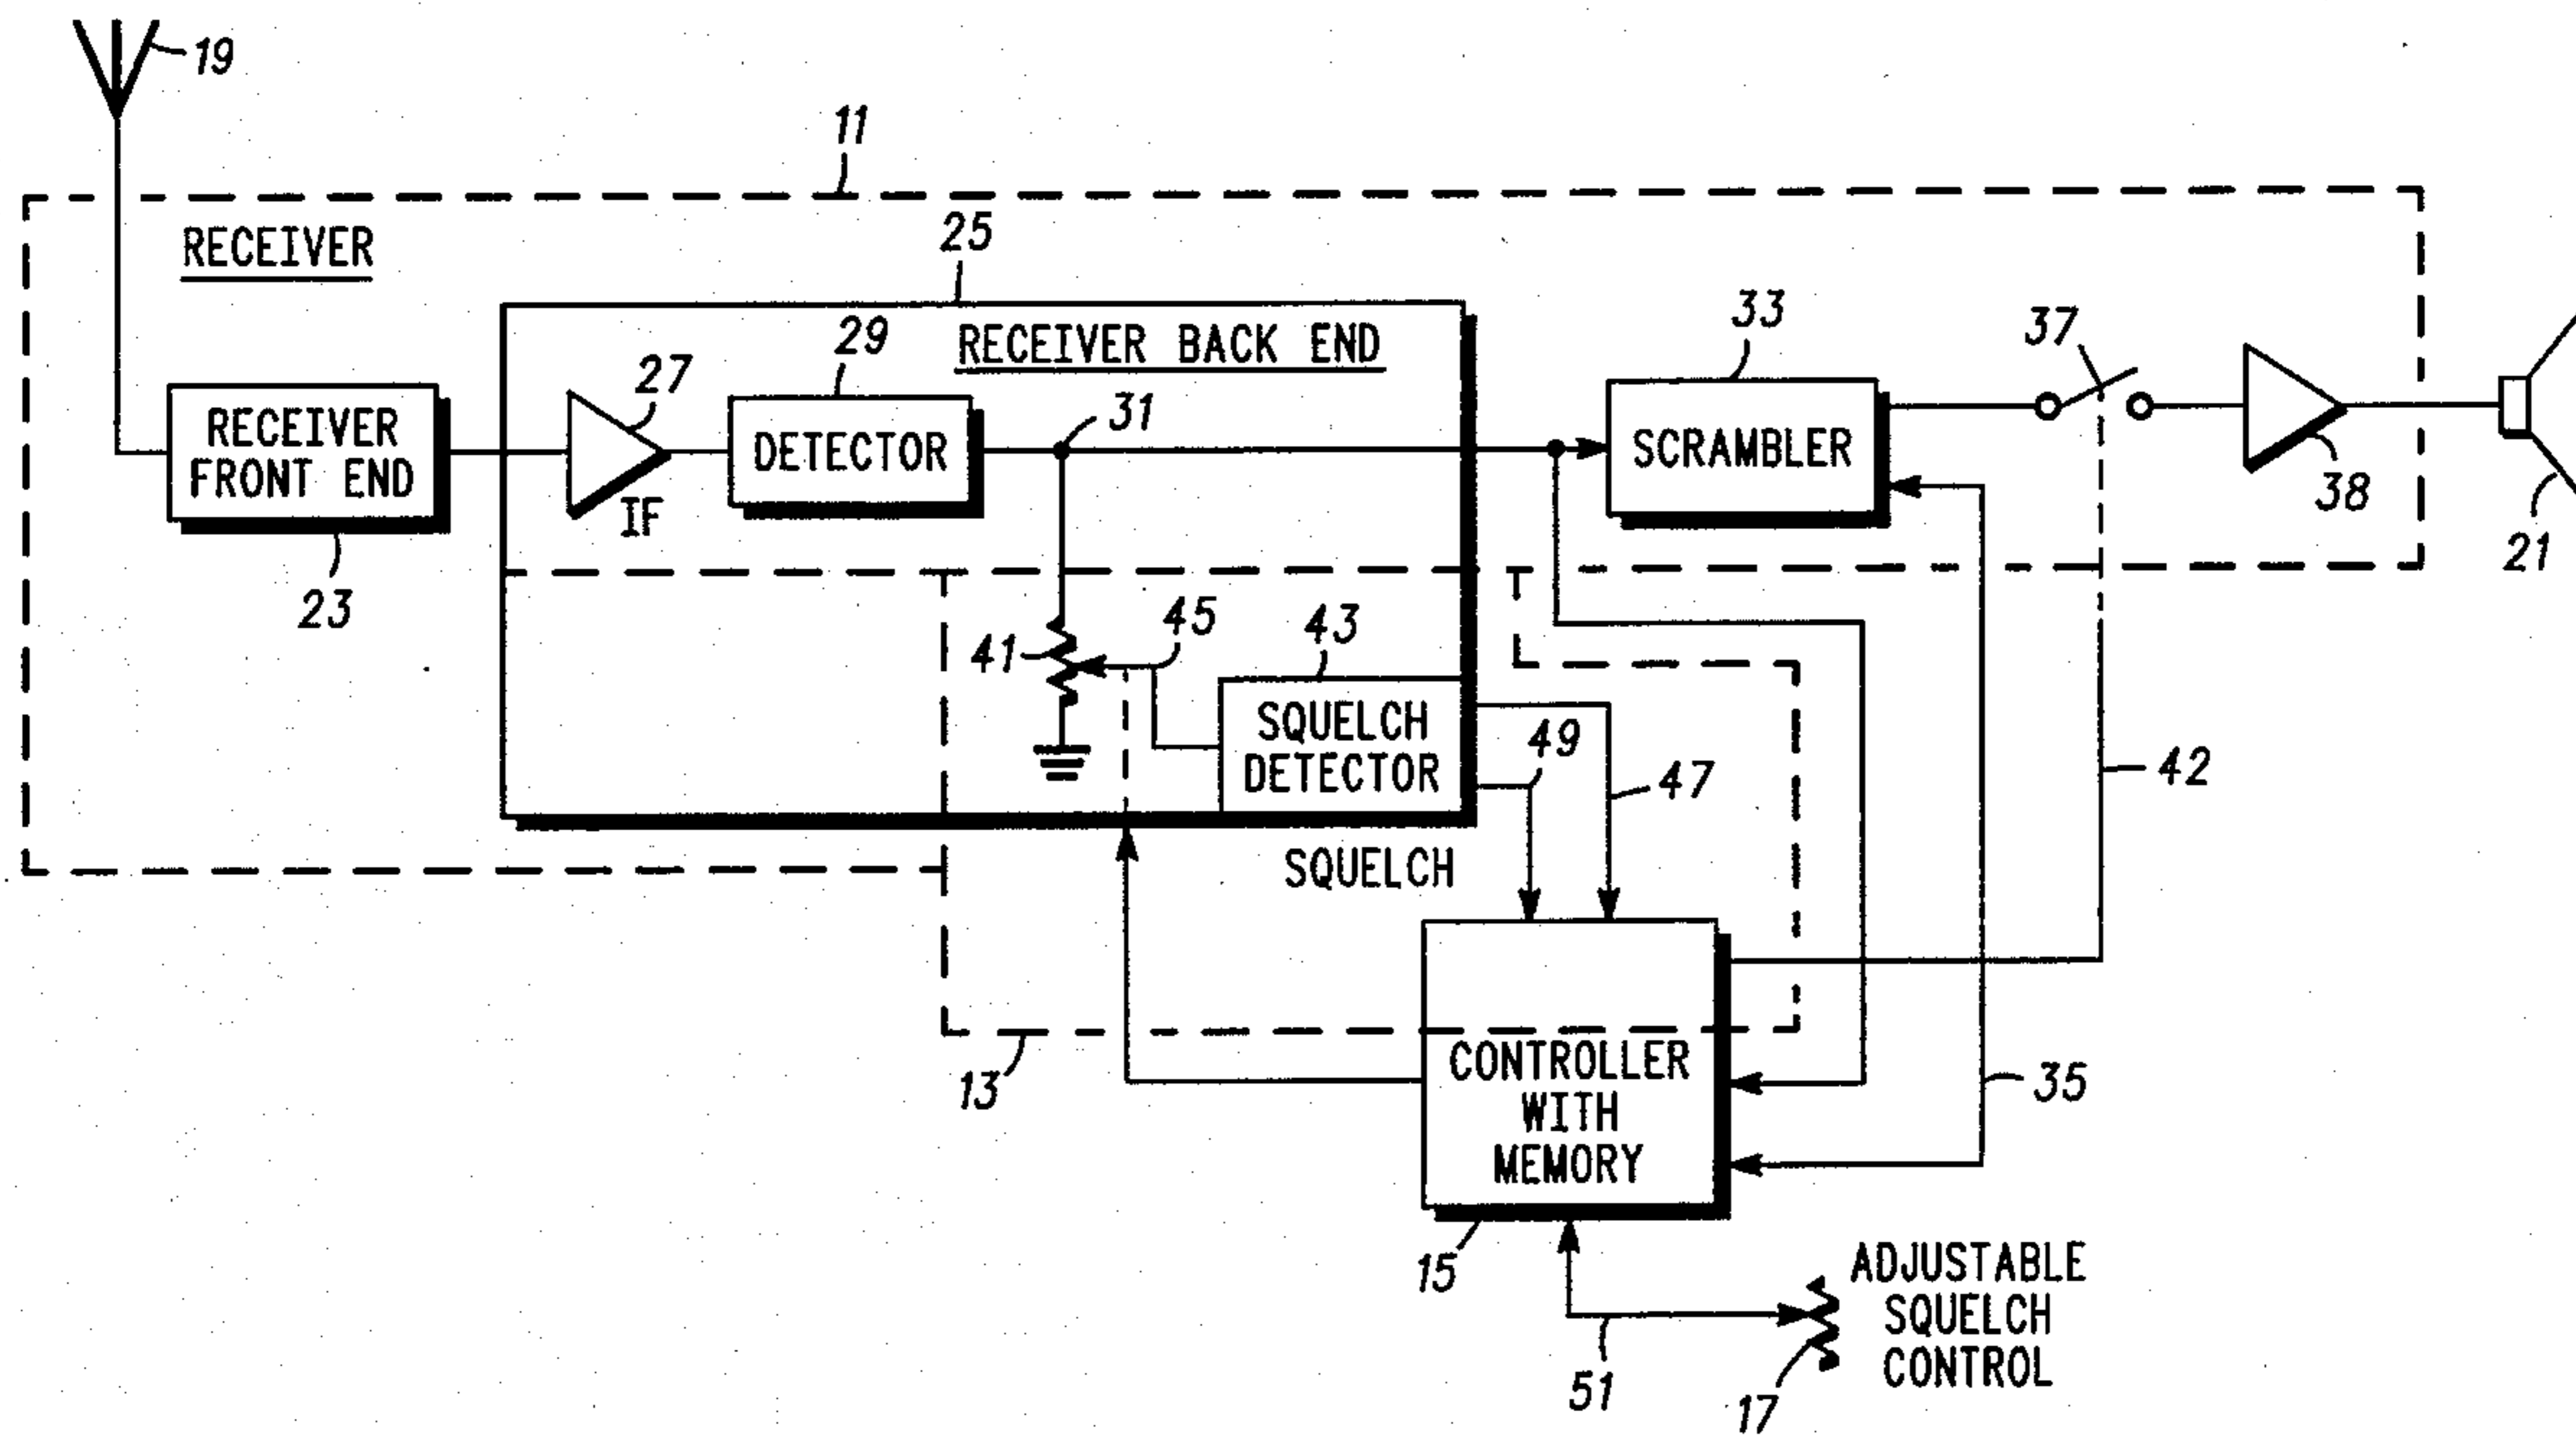 19
11
RECEIVER
25
RECEIVER BACK END
29
27
31
33
37
RECEIVER
FRONT END
DETECTOR
SCRAMBLER
IF
38
21
23
41
45
43
SQUELCH
DETECTOR
49
47
42
SQUELCH
13
CONTROLLER
WITH
MEMORY
35
15
ADJUSTABLE
SQUELCH
CONTROL
51
17